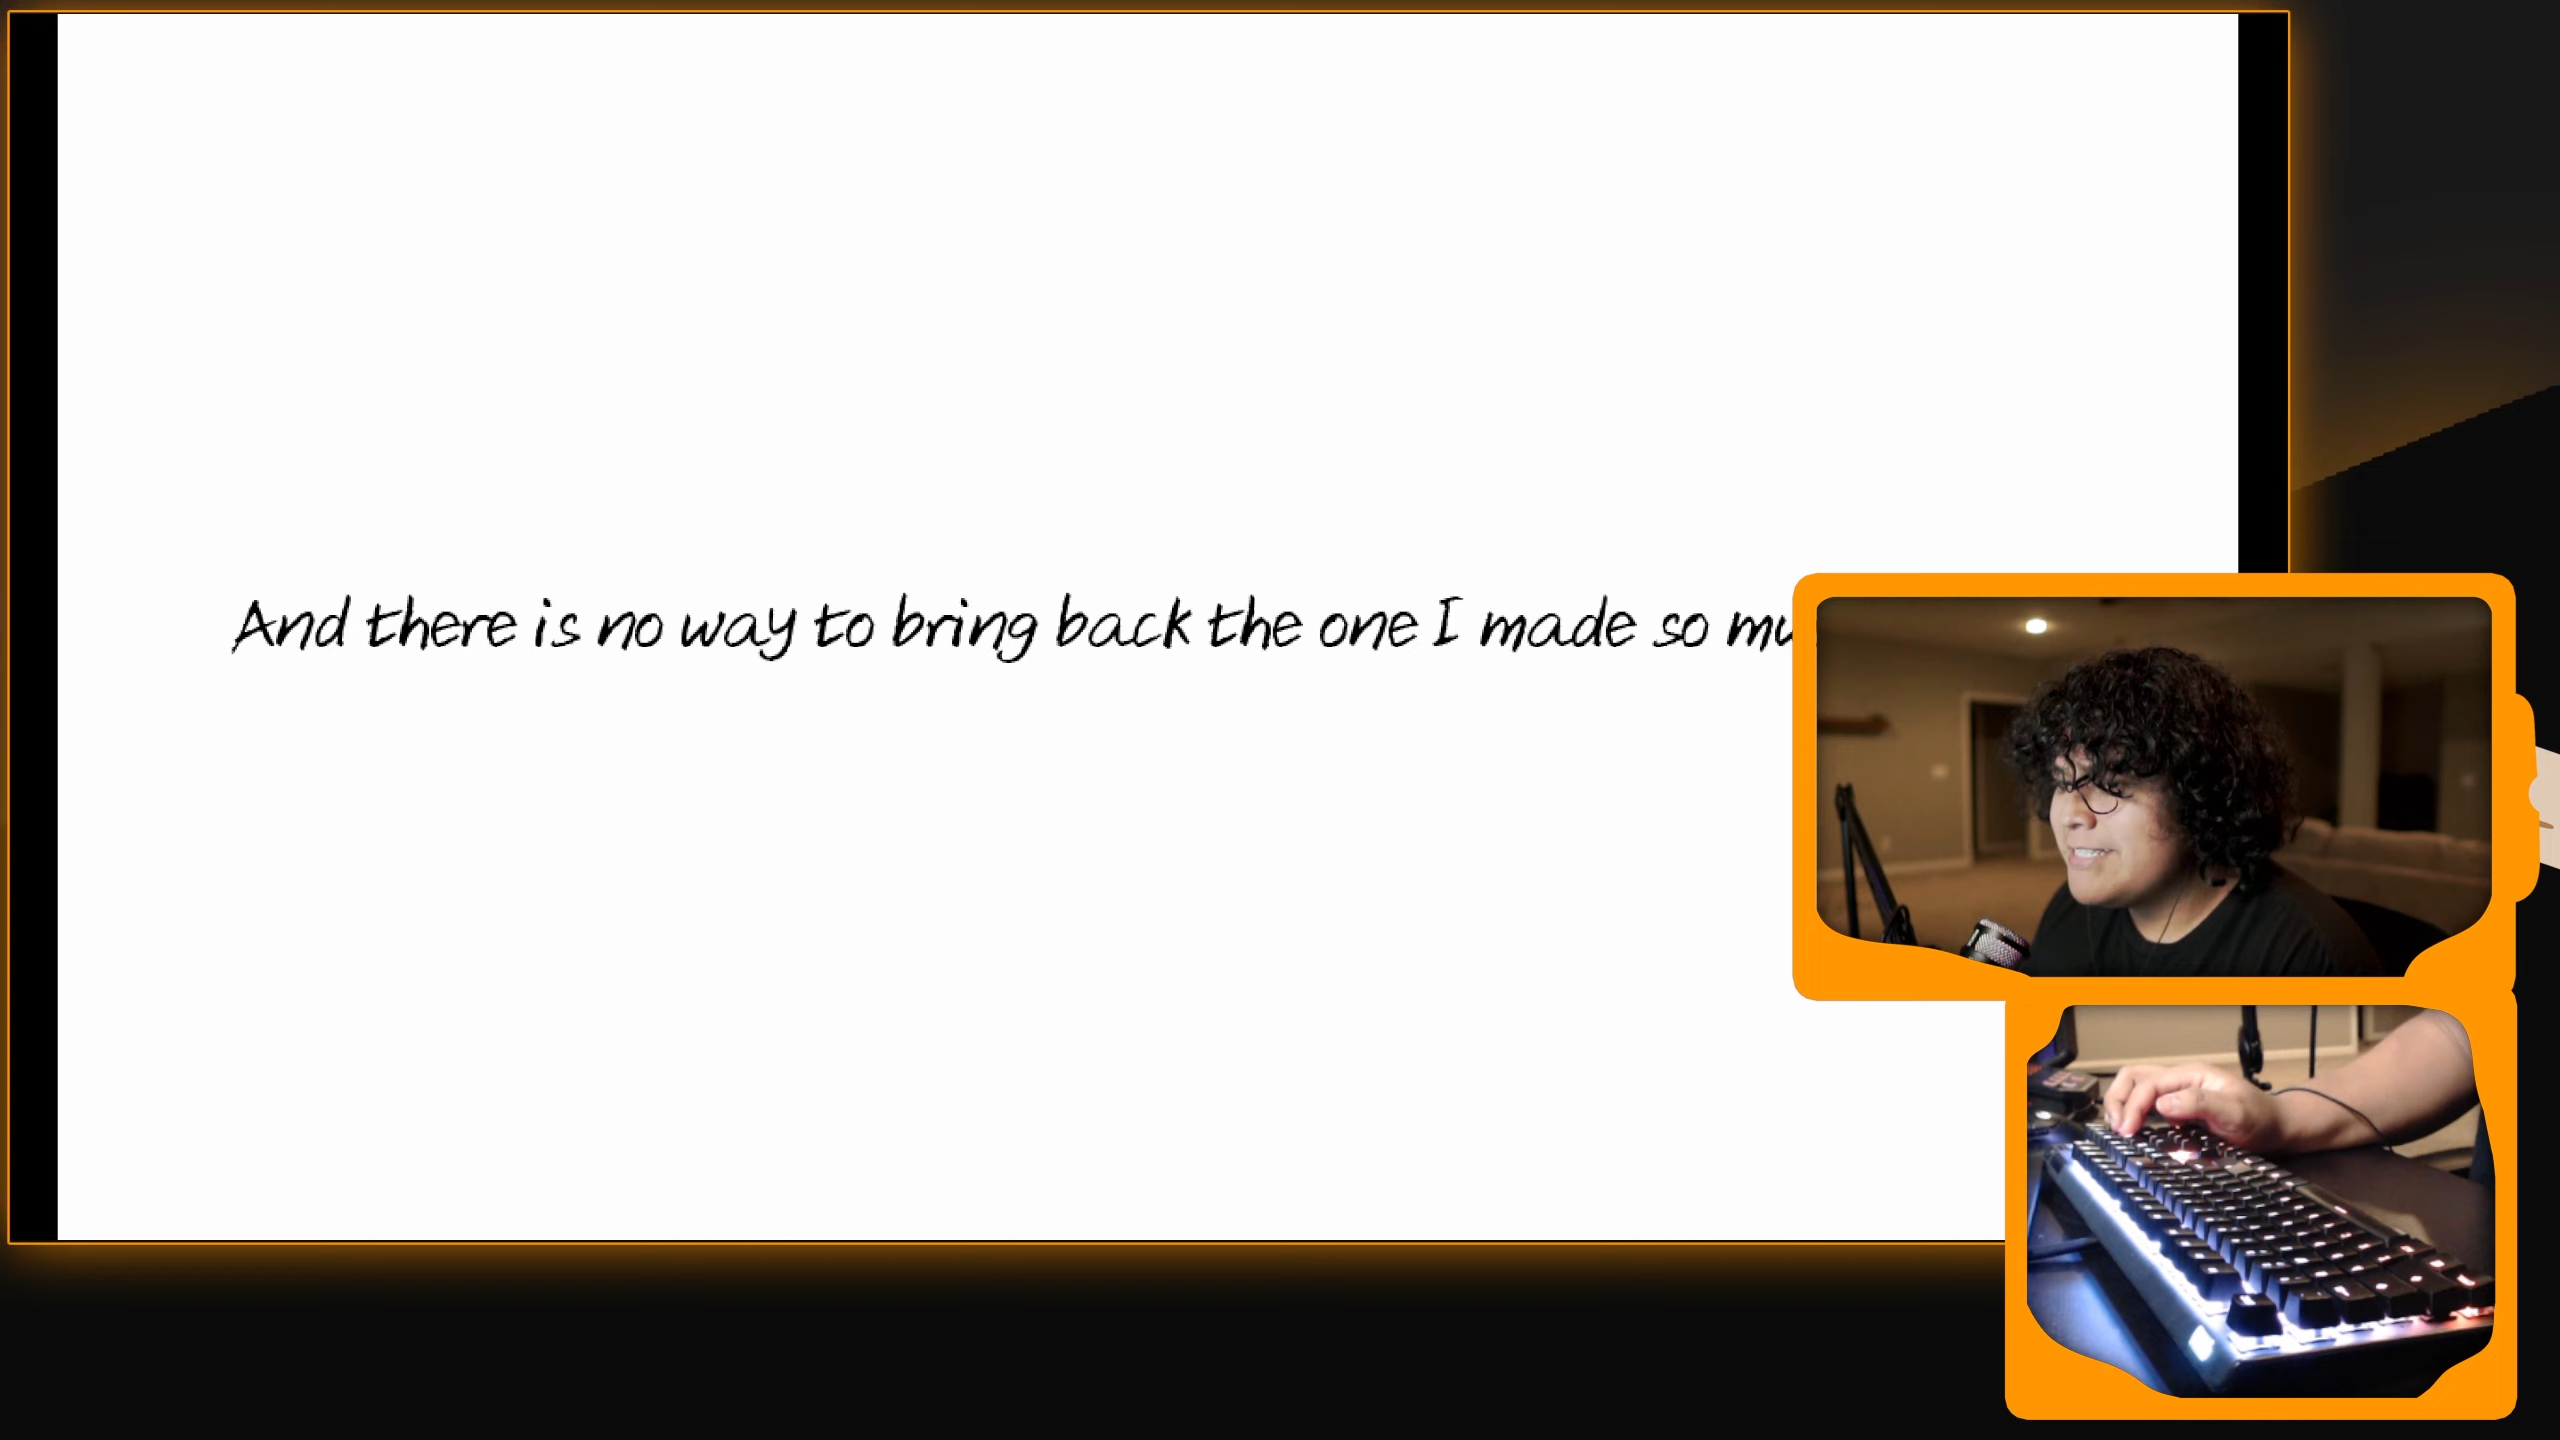 And there is no way to bring back the one I made so